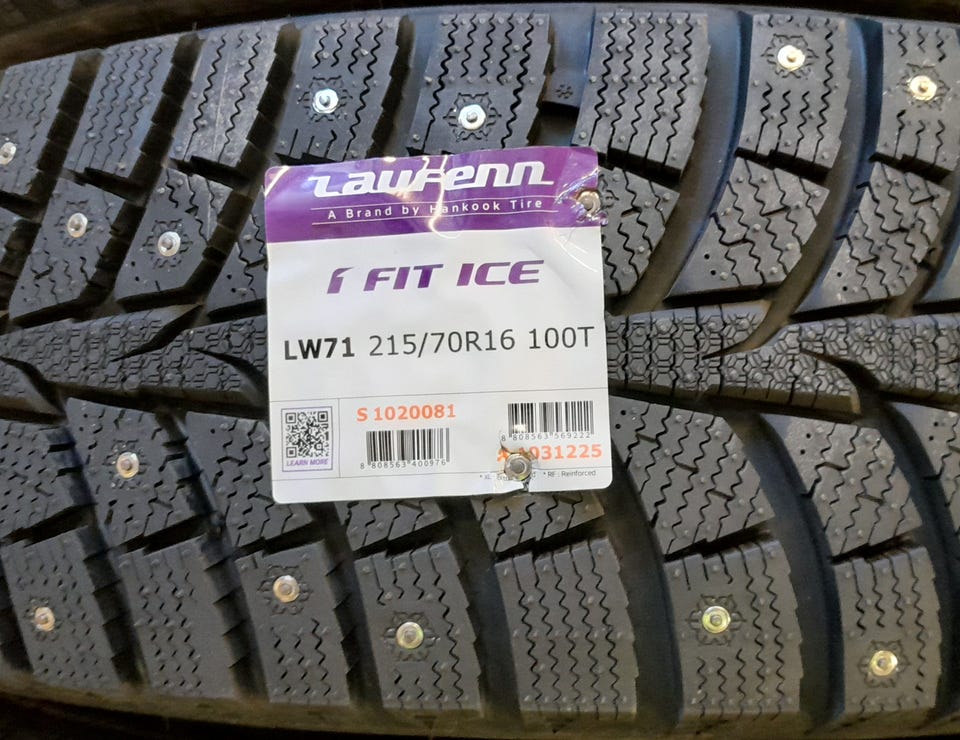 Laufenn
A Brand by Hankook Tire
i FIT ICE
LW71 215/70R16 100T
LEARN MORE
S 1020081
8 808563 400976
8 808563 569222
1031225
* RF : Reinforced